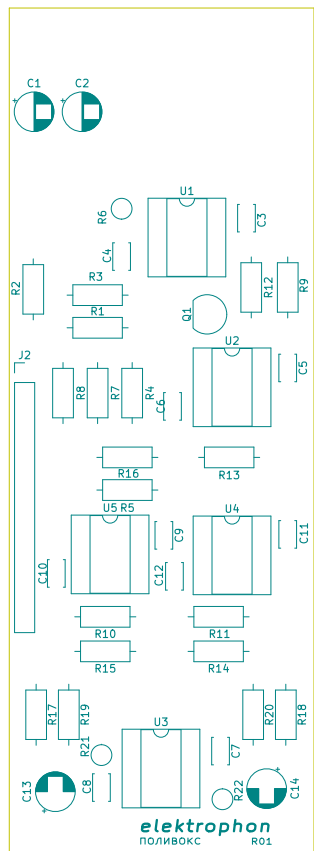 C1 C2
U1
R6
C3
C4
R3
R2
R12
R9
R1
Q1
U2
J2
C5
R8
R7
R4
C6
R16
R13
U5
R5
U4
C9
C11
C10
C12
R10
R11
R15
R14
R17
R19
R20
R18
U3
R21
C7
C13
C8
R22
C14
elektrophon
ПОЛИВОКС
R01